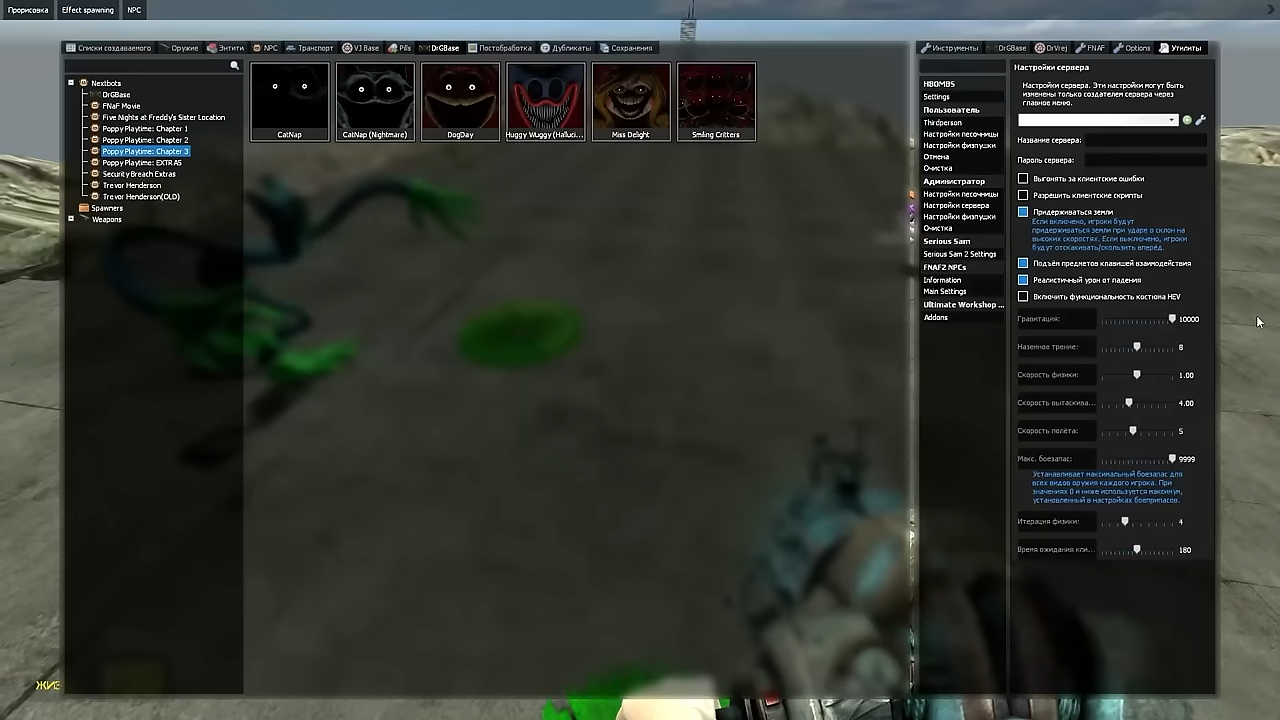 Прорисовка Effect spawning NPC
Списки создаваемого Оружие Энтити NPC Транспорт VJ Base Pills DrGBase Постобработка Дубликаты Сохранения
Nextbots
DrGBase
FNaF Movie
Five Nights at Freddy's Sister Location
Poppy Playtime: Chapter 1
Poppy Playtime: Chapter 2
Poppy Playtime: Chapter 3
Poppy Playtime: EXTRAS
Security Breach Extras
Trevor Henderson
Trevor Henderson(OLD)
Spawners
Weapons
CatNap CatNap (Nightmare) DogDay Huggy Wuggy (Halluci... Miss Delight Smiling Critters
Инструменты DrGBase DrVrej FNAF Options Утилиты
HBOMBS
Settings
Пользователь
Thirdperson
Настройки песочницы
Настройки физпушки
Отмена
Очистка
Администратор
Настройки песочницы
Настройки сервера
Настройки физпушки
Очистка
Serious Sam
Serious Sam 2 Settings
FNAF2 NPCs
Information
Main Settings
Ultimate Workshop ...
Addons
Настройки сервера
Настройки сервера. Эти настройки могут быть
изменены только создателем сервера через
главное меню.
Название сервера:
Пароль сервера:
Выгонять за клиентские ошибки
Разрешить клиентские скрипты
Придерживаться земли
Если включено, игроки будут
придерживаться земли при ударе о склон на
высоких скоростях. Если выключено, игроки
будут отскакивать/скользить вперёд.
Подъём предметов клавишей взаимодействия
Реалистичный урон от падения
Включить функциональность костюма HEV
Гравитация: 10000
Наземное трение: 8
Скорость физики: 1.00
Скорость вытаскива... 4.00
Скорость полёта: 5
Макс. боезапас: 9999
Устанавливает максимальный боезапас для
всех видов оружия каждого игрока. При
значениях 0 и ниже используется максимум,
установленный в настройках боеприпасов.
Итерация физики: 4
Время ожидания кли... 180